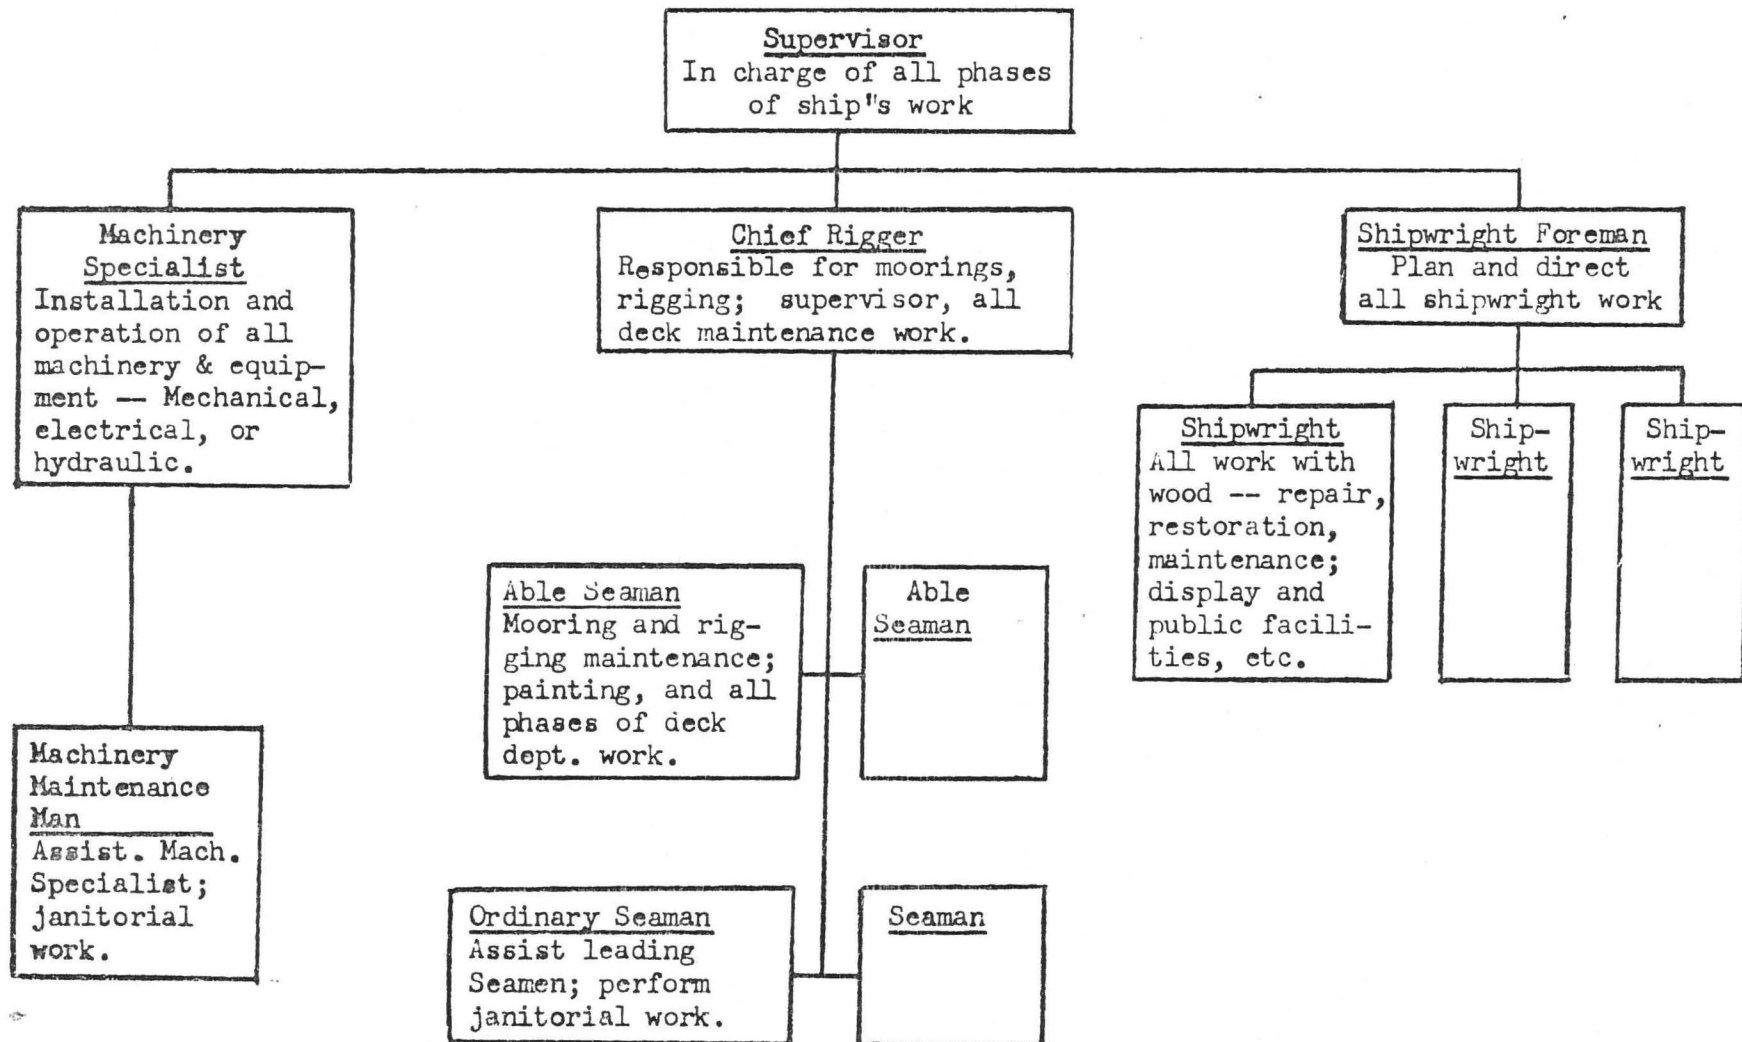 Supervisor
In charge of all phases
of ship"s work
Machinery
Specialist
Installation and
operation of all
machinery & equip-
ment -- Mechanical,
electrical, or
hydraulic.
Chief Rigger
Responsible for moorings,
rigging; supervisor, all
deck maintenance work.
Shipwright Foreman
Plan and direct
all shipwright work
Shipwright
All work with
wood -- repair,
restoration,
maintenance;
display and
public facili-
ties, etc.
Ship-
wright
Ship-
wright
Able Seaman
Mooring and rig-
ging maintenance;
painting, and all
phases of deck
dept. work.
Able
Seaman
Machinery
Maintenance
Man
Assist. Mach.
Specialist;
janitorial
work.
Ordinary Seaman
Assist leading
Seamen; perform
janitorial work.
Seaman